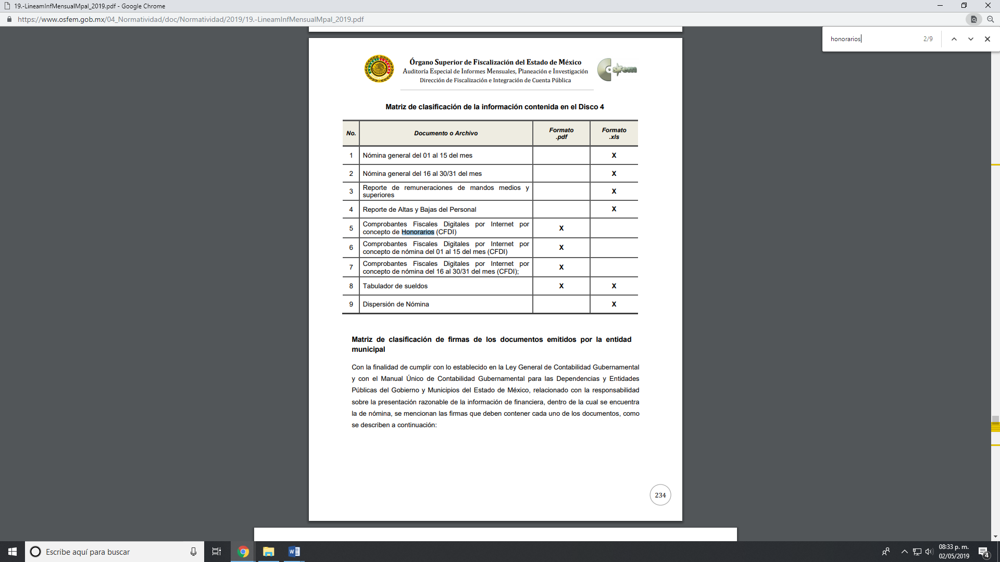 19.-LineamInfMensualMpal_2019.pdf - Google Chrome
https://www.osfem.gob.mx/04_Normatividad/doc/Normatividad/2019/19.-LineamInfMensualMpal_2019.pdf
honorarios 2/9
Órgano Superior de Fiscalización del Estado de México
Auditoría Especial de Informes Mensuales, Planeación e Investigación
Dirección de Fiscalización e Integración de Cuenta Pública
osfem
Matriz de clasificación de la información contenida en el Disco 4
No. Documento o Archivo Formato .pdf Formato .xls
1 Nómina general del 01 al 15 del mes X
2 Nómina general del 16 al 30/31 del mes X
3 Reporte de remuneraciones de mandos medios y
superiores X
4 Reporte de Altas y Bajas del Personal X
5 Comprobantes Fiscales Digitales por Internet por
concepto de Honorarios (CFDI) X
6 Comprobantes Fiscales Digitales por Internet por
concepto de nómina del 01 al 15 del mes (CFDI) X
7 Comprobantes Fiscales Digitales por Internet por
concepto de nómina del 16 al 30/31 del mes (CFDI); X
8 Tabulador de sueldos X X
9 Dispersión de Nómina X
Matriz de clasificación de firmas de los documentos emitidos por la entidad
municipal
Con la finalidad de cumplir con lo establecido en la Ley General de Contabilidad Gubernamental
y con el Manual Único de Contabilidad Gubernamental para las Dependencias y Entidades
Públicas del Gobierno y Municipios del Estado de México, relacionado con la responsabilidad
sobre la presentación razonable de la información de financiera, dentro de la cual se encuentra
la de nómina, se mencionan las firmas que deben contener cada uno de los documentos, como
se describen a continuación:
234
Escribe aquí para buscar
08:33 p. m.
02/05/2019
4